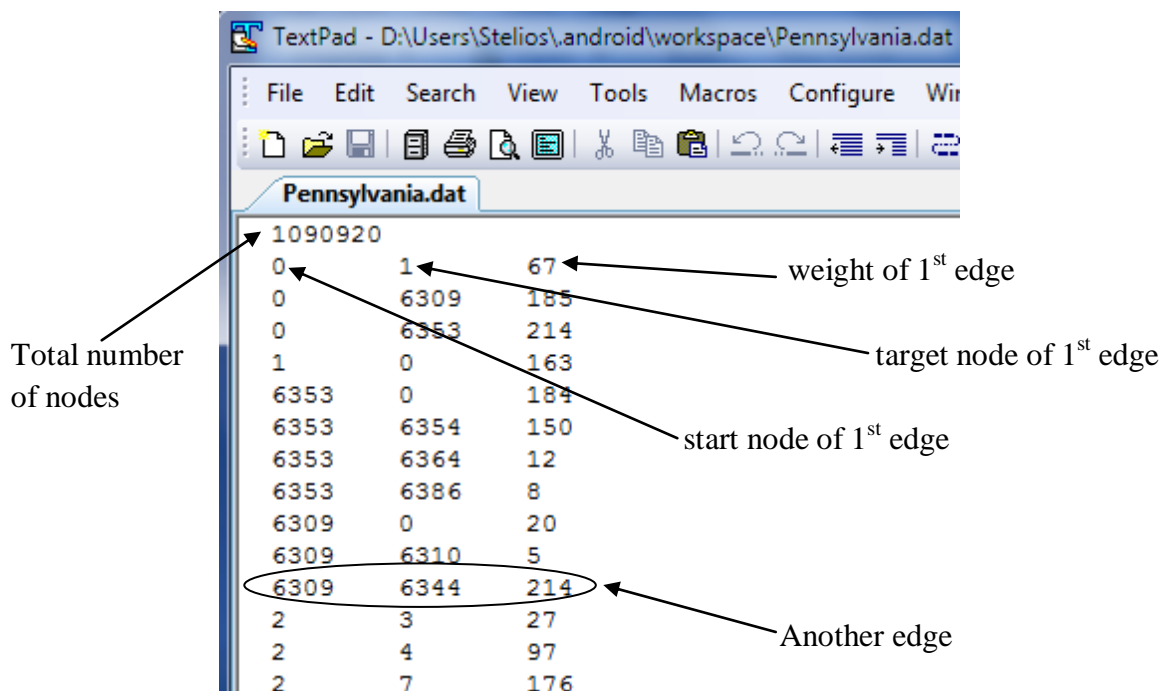 TextPad - D:\Users\Stelios\.android\workspace\Pennsylvania.dat
File Edit Search View Tools Macros Configure Wir
Pennsylvania.dat
1090920
0 1 67
0 6309 185
0 6353 214
1 0 163
6353 0 184
6353 6354 150
6353 6364 12
6353 6386 8
6309 0 20
6309 6310 5
6309 6344 214
2 3 27
2 4 97
2 7 176
weight of 1st edge
target node of 1st edge
Total number
of nodes
start node of 1st edge
Another edge